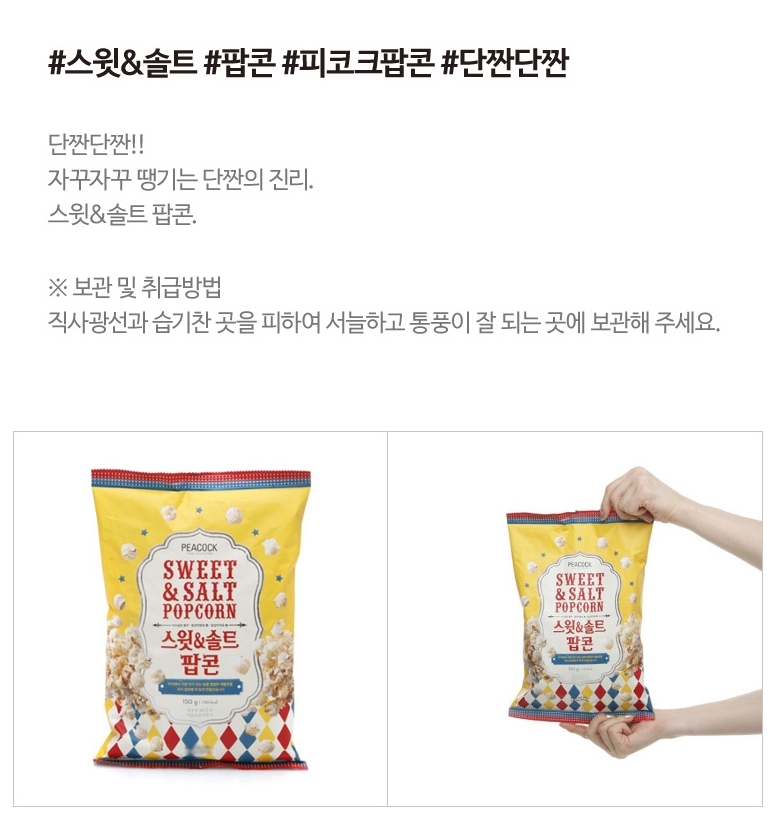 #스윗&솔트 #팝콘 #피코크팝콘 #단짠단짠
단짠단짠!!
자꾸자꾸 땡기는 단짠의 진리.
스윗&솔트 팝콘.
※ 보관 및 취급방법
직사광선과 습기찬 곳을 피하여 서늘하고 통풍이 잘 되는 곳에 보관해 주세요.
PEACOCK
SWEET
& SALT
POPCORN
스윗&솔트
팝콘
150 g
PEACOCK
SWEET
& SALT
POPCORN
스윗&솔트
팝콘